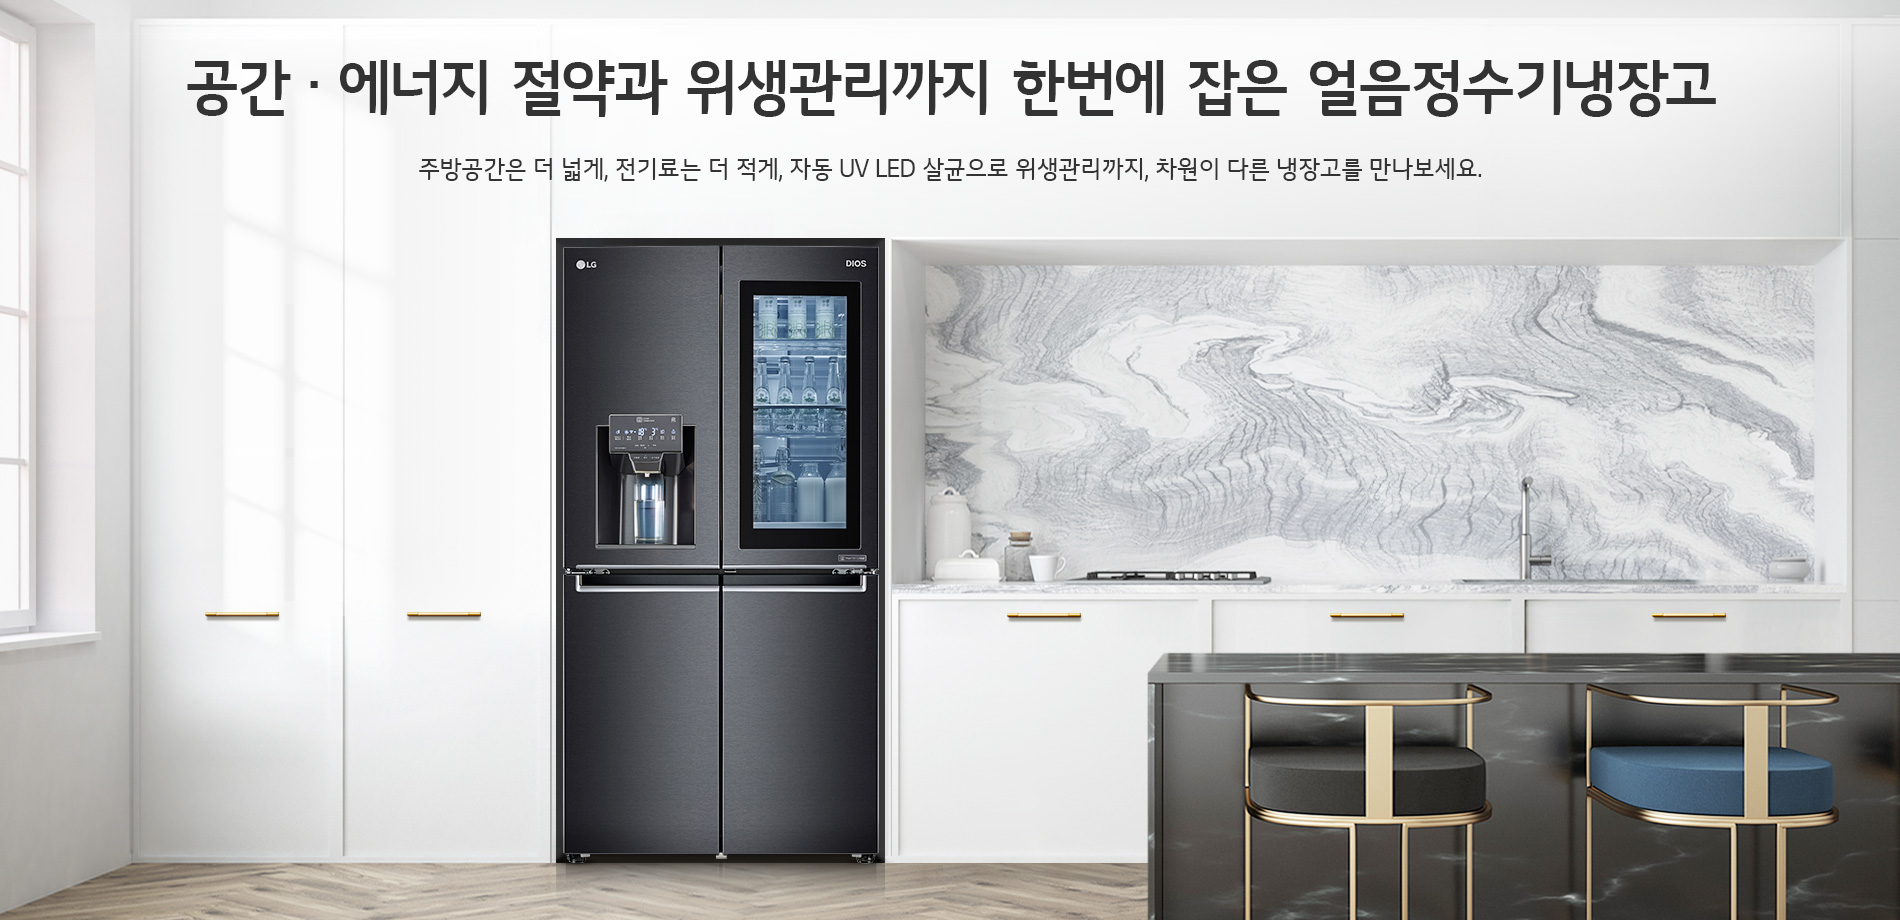 공간 · 에너지 절약과 위생관리까지 한번에 잡은 얼음정수기냉장고
주방공간은 더 넓게, 전기료는 더 적게, 자동 UV LED 살균으로 위생관리까지, 차원이 다른 냉장고를 만나보세요.
LG
DIOS